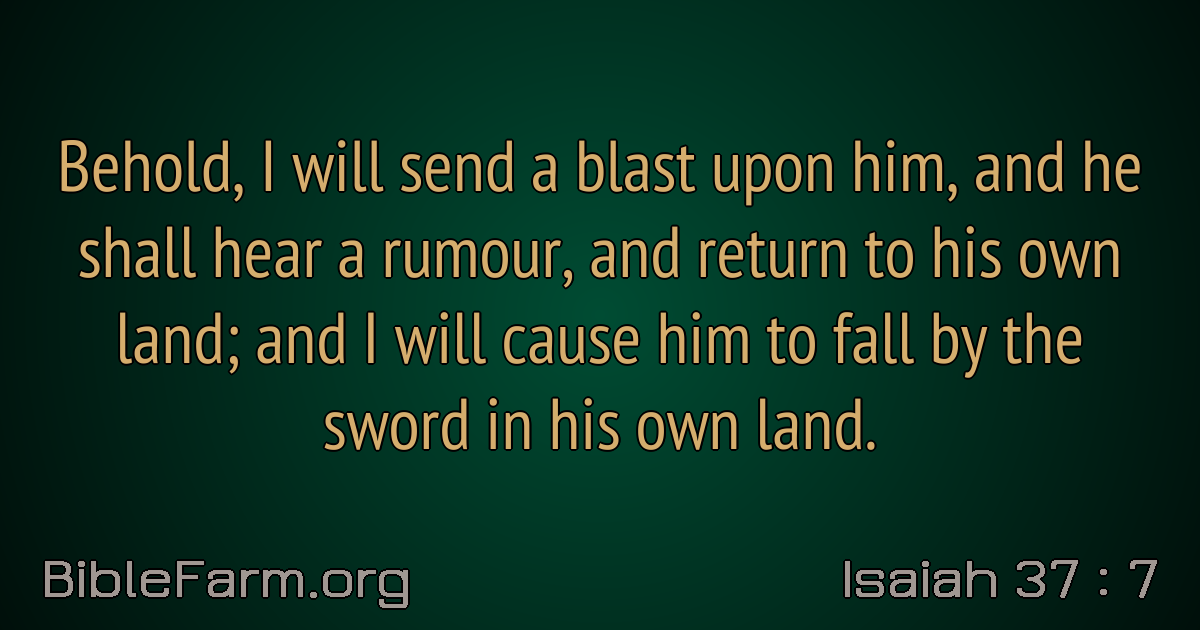 Behold, I will send a blast upon him, and he
shall hear a rumour, and return to his own
land; and I will cause him to fall by the
sword in his own land.
BibleFarm.org
Isaiah 37 : 7